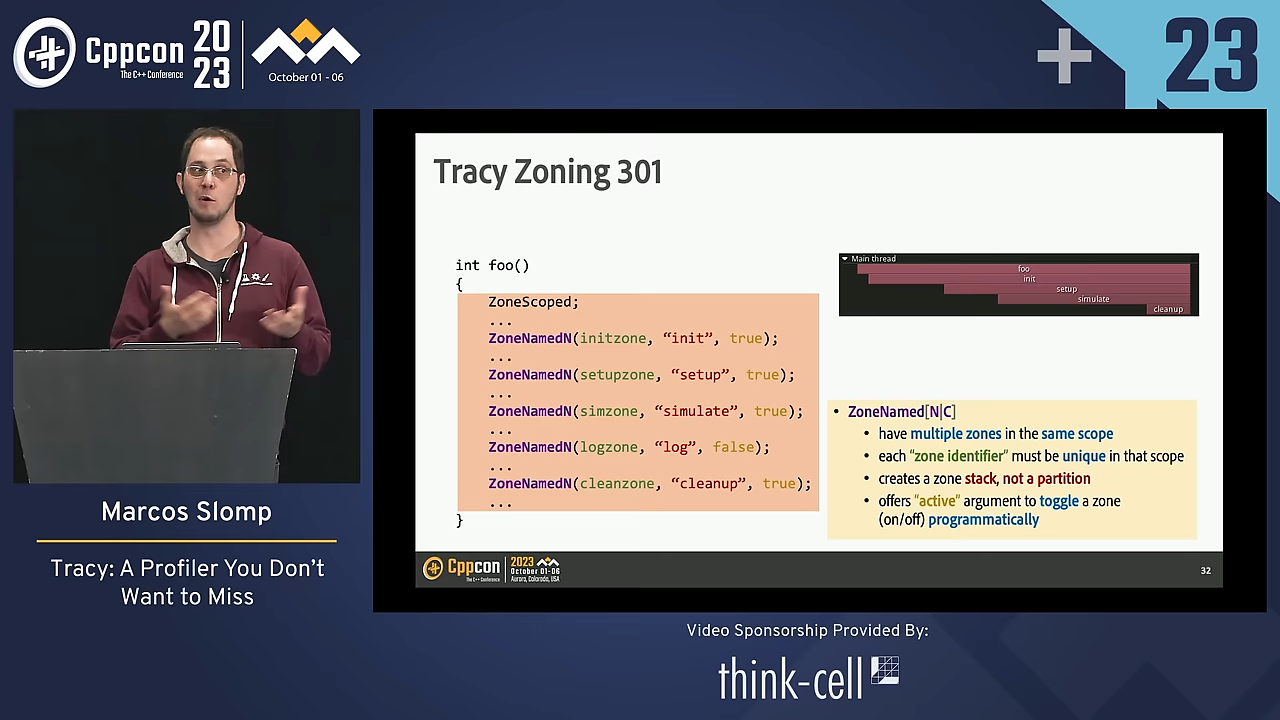 Cppcon
The C++ Conference
20
23
October 01 - 06
23
Marcos Slomp
Tracy: A Profiler You Don't
Want to Miss
Tracy Zoning 301
int foo()
{
ZoneScoped;
...
ZoneNamedN(initzone, “init”, true);
...
ZoneNamedN(setupzone, “setup”, true);
...
ZoneNamedN(simzone, “simulate”, true);
...
ZoneNamedN(logzone, “log”, false);
...
ZoneNamedN(cleanzone, “cleanup”, true);
...
}
Main thread
foo
init
setup
simulate
cleanup
• ZoneNamed[N|C]
• have multiple zones in the same scope
• each “zone identifier” must be unique in that scope
• creates a zone stack, not a partition
• offers “active” argument to toggle a zone
(on/off) programmatically
Cppcon
The C++ Conference
2023
October 01-06
Aurora, Colorado, USA
32
Video Sponsorship Provided By:
think-cell